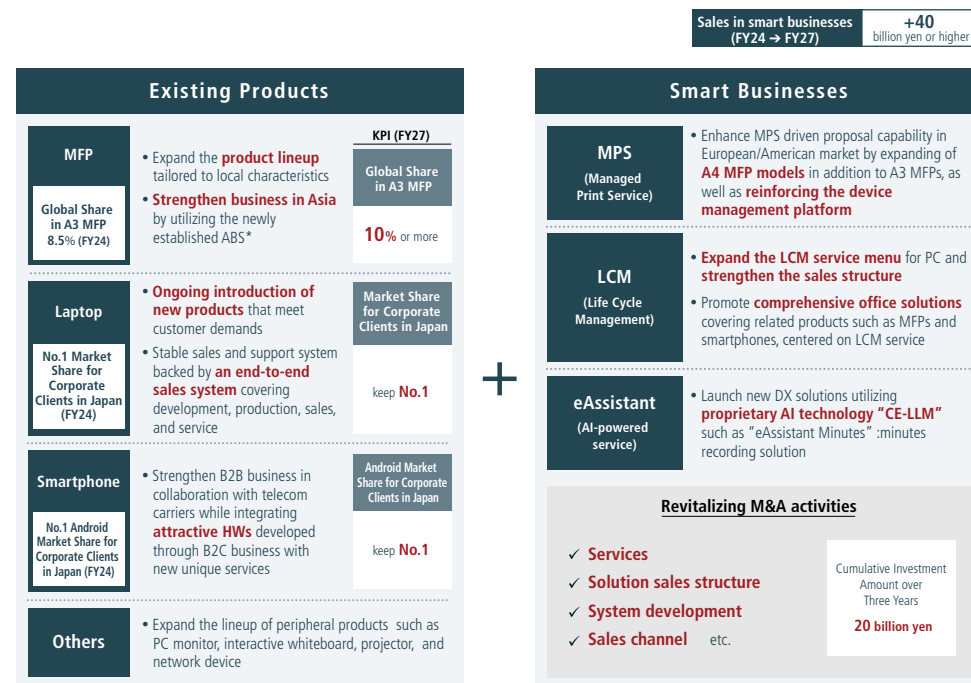 Sales in smart businesses
(FY24 ➔ FY27)
+40
billion yen or higher
Existing Products
MFP
Global Share
in A3 MFP
8.5% (FY24)
• Expand the product lineup
tailored to local characteristics
• Strengthen business in Asia
by utilizing the newly
established ABS*
KPI (FY27)
Global Share
in A3 MFP
10% or more
Laptop
No.1 Market
Share for
Corporate
Clients in Japan
(FY24)
• Ongoing introduction of
new products that meet
customer demands
• Stable sales and support system
backed by an end-to-end
sales system covering
development, production, sales,
and service
Market Share
for Corporate
Clients in Japan
keep No.1
Smartphone
No.1 Android
Market Share for
Corporate Clients
in Japan (FY24)
• Strengthen B2B business in
collaboration with telecom
carriers while integrating
attractive HWs developed
through B2C business with
new unique services
Android Market
Share for Corporate
Clients in Japan
keep No.1
Others
• Expand the lineup of peripheral products such as
PC monitor, interactive whiteboard, projector, and
network device
+
Smart Businesses
MPS
(Managed
Print Service)
• Enhance MPS driven proposal capability in
European/American market by expanding of
A4 MFP models in addition to A3 MFPs, as
well as reinforcing the device
management platform
LCM
(Life Cycle
Management)
• Expand the LCM service menu for PC and
strengthen the sales structure
• Promote comprehensive office solutions
covering related products such as MFPs and
smartphones, centered on LCM service
eAssistant
(AI-powered
service)
• Launch new DX solutions utilizing
proprietary AI technology "CE-LLM"
such as "eAssistant Minutes" :minutes
recording solution
Revitalizing M&A activities
✓ Services
✓ Solution sales structure
✓ System development
✓ Sales channel etc.
Cumulative Investment
Amount over
Three Years
20 billion yen